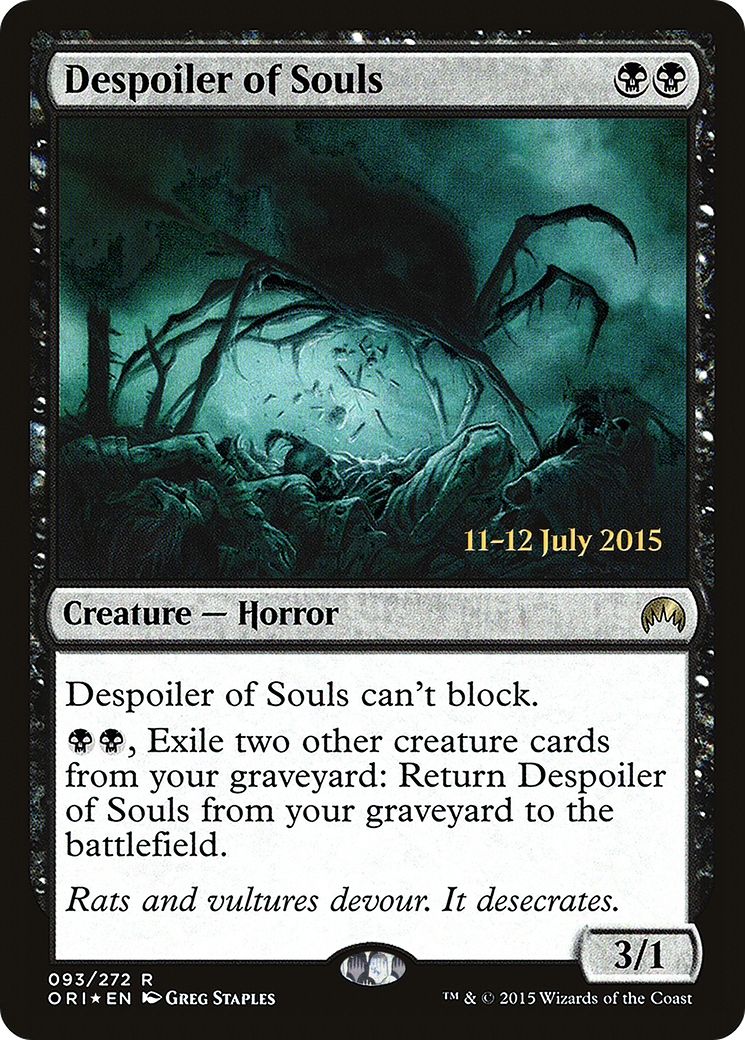 Despoiler of Souls
11–12 July 2015
Creature — Horror
Despoiler of Souls can't block.
, Exile two other creature cards
from your graveyard: Return Despoiler
of Souls from your graveyard to the
battlefield.
Rats and vultures devour. It desecrates.
3/1
093/272 R
ORI★EN Greg Staples
™ & © 2015 Wizards of the Coast